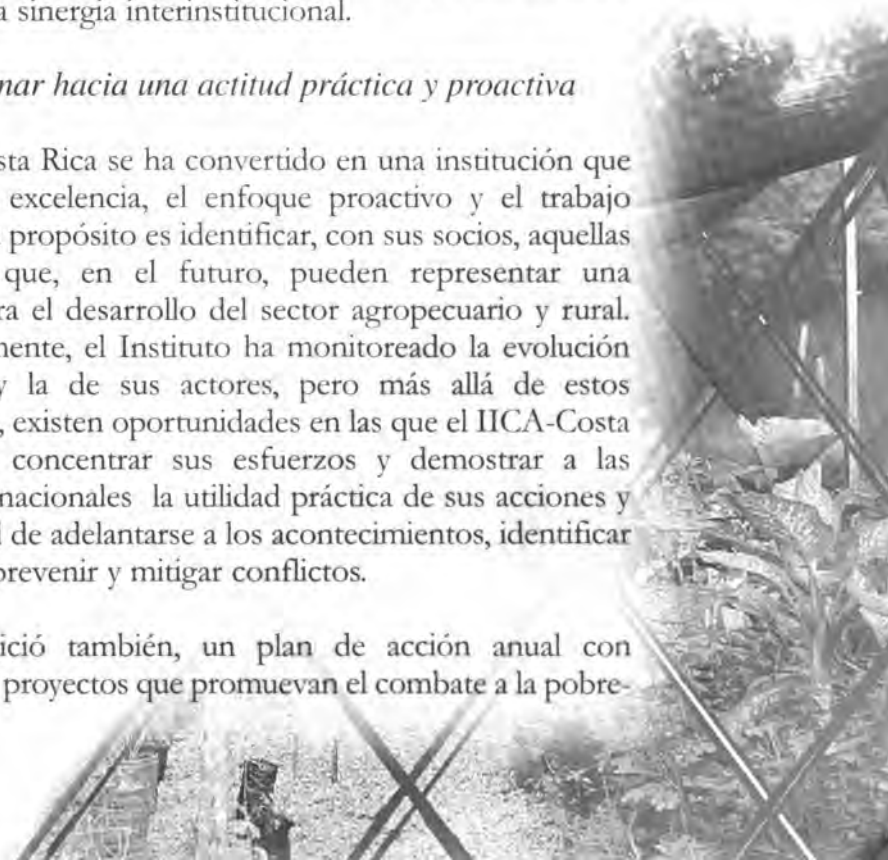 a sinergia interinstitucional.
nar hacia una actitud práctica y proactiva
sta Rica se ha convertido en una institución que
excelencia, el enfoque proactivo y el trabajo
propósito es identificar, con sus socios, aquellas
que, en el futuro, pueden representar una
ra el desarrollo del sector agropecuario y rural.
mente, el Instituto ha monitoreado la evolución
y la de sus actores, pero más allá de estos
, existen oportunidades en las que el IICA-Costa
concentrar sus esfuerzos y demostrar a las
nacionales la utilidad práctica de sus acciones y
l de adelantarse a los acontecimientos, identificar
prevenir y mitigar conflictos.
ició también, un plan de acción anual con
proyectos que promuevan el combate a la pobre-